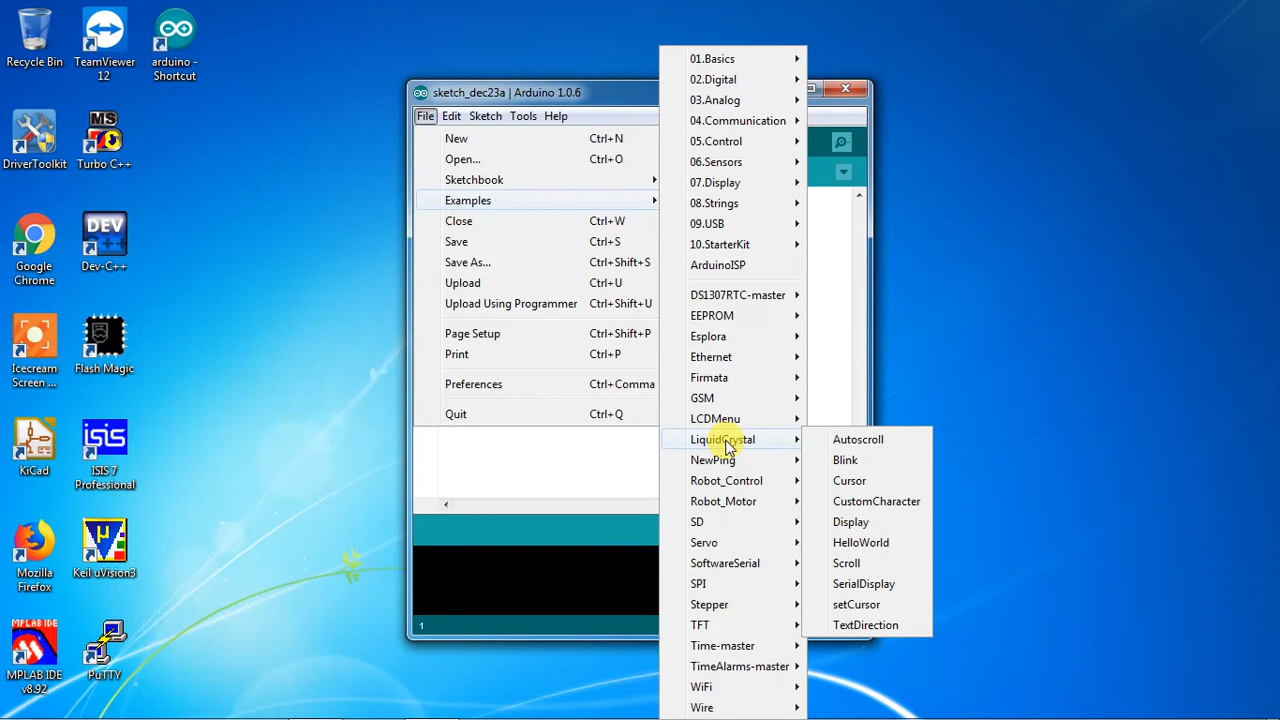 Recycle Bin
TeamViewer
12
arduino -
Shortcut
DriverToolkit
MS
Turbo C++
Google
Chrome
DEV
C++
Dev-C++
Icecream
Screen ...
Flash Magic
KiCad
isis
ISIS 7
Professional
Mozilla
Firefox
µ
Keil uVision3
MPLAB IDE
MPLAB IDE
v8.92
PuTTY
sketch_dec23a | Arduino 1.0.6
File Edit Sketch Tools Help
New Ctrl+N
Open... Ctrl+O
Sketchbook
Examples
Close Ctrl+W
Save Ctrl+S
Save As... Ctrl+Shift+S
Upload Ctrl+U
Upload Using Programmer Ctrl+Shift+U
Page Setup Ctrl+Shift+P
Print Ctrl+P
Preferences Ctrl+Comma
Quit Ctrl+Q
1
01.Basics
02.Digital
03.Analog
04.Communication
05.Control
06.Sensors
07.Display
08.Strings
09.USB
10.StarterKit
ArduinoISP
DS1307RTC-master
EEPROM
Esplora
Ethernet
Firmata
GSM
LCDMenu
LiquidCrystal
NewPing
Robot_Control
Robot_Motor
SD
Servo
SoftwareSerial
SPI
Stepper
TFT
Time-master
TimeAlarms-master
WiFi
Wire
Autoscroll
Blink
Cursor
CustomCharacter
Display
HelloWorld
Scroll
SerialDisplay
setCursor
TextDirection